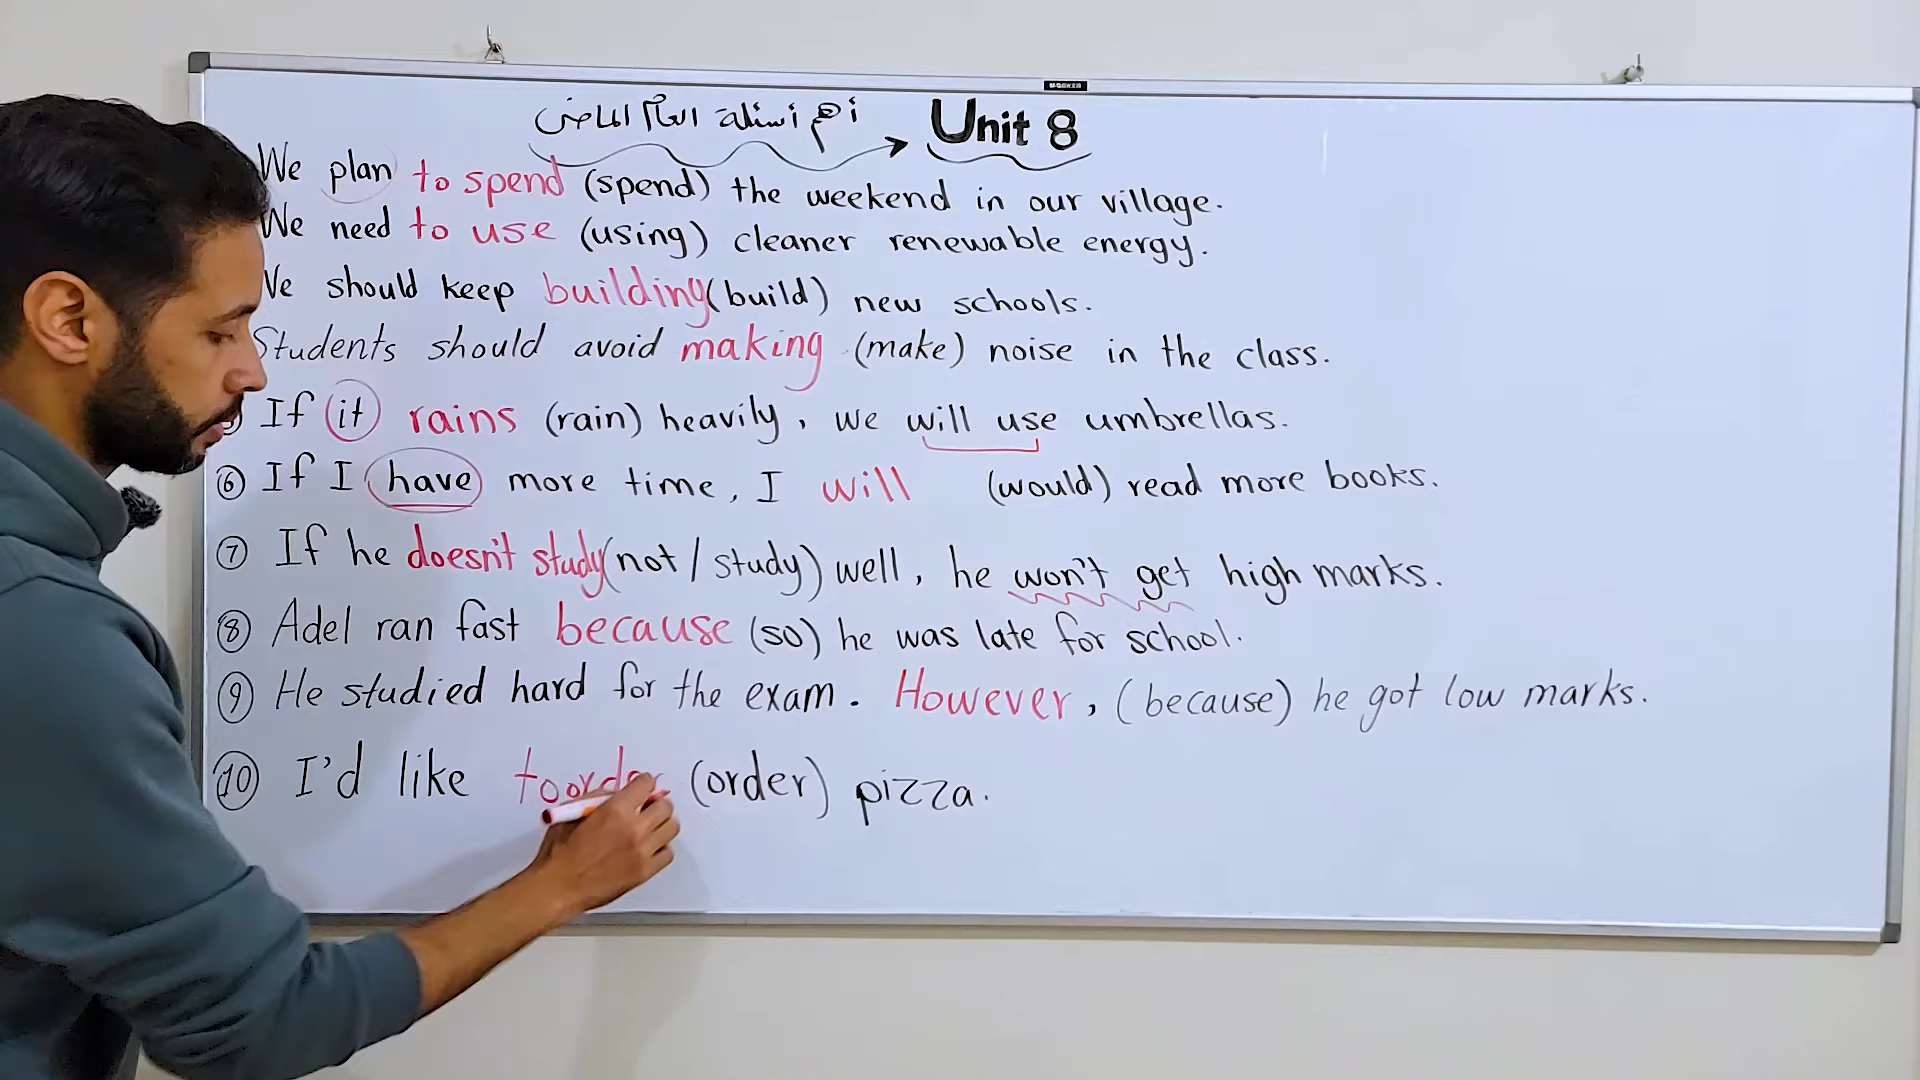 أهم أسئلة العام الماضى → Unit 8
We plan to spend (spend) the weekend in our village.
We need to use (using) cleaner renewable energy.
We should keep building (build) new schools.
Students should avoid making (make) noise in the class.
If it rains (rain) heavily, we will use umbrellas.
⑥ If I have more time, I will (would) read more books.
⑦ If he doesn't study (not / study) well, he won't get high marks.
⑧ Adel ran fast because (so) he was late for school.
⑨ He studied hard for the exam. However, (because) he got low marks.
⑩ I'd like to order (order) pizza.